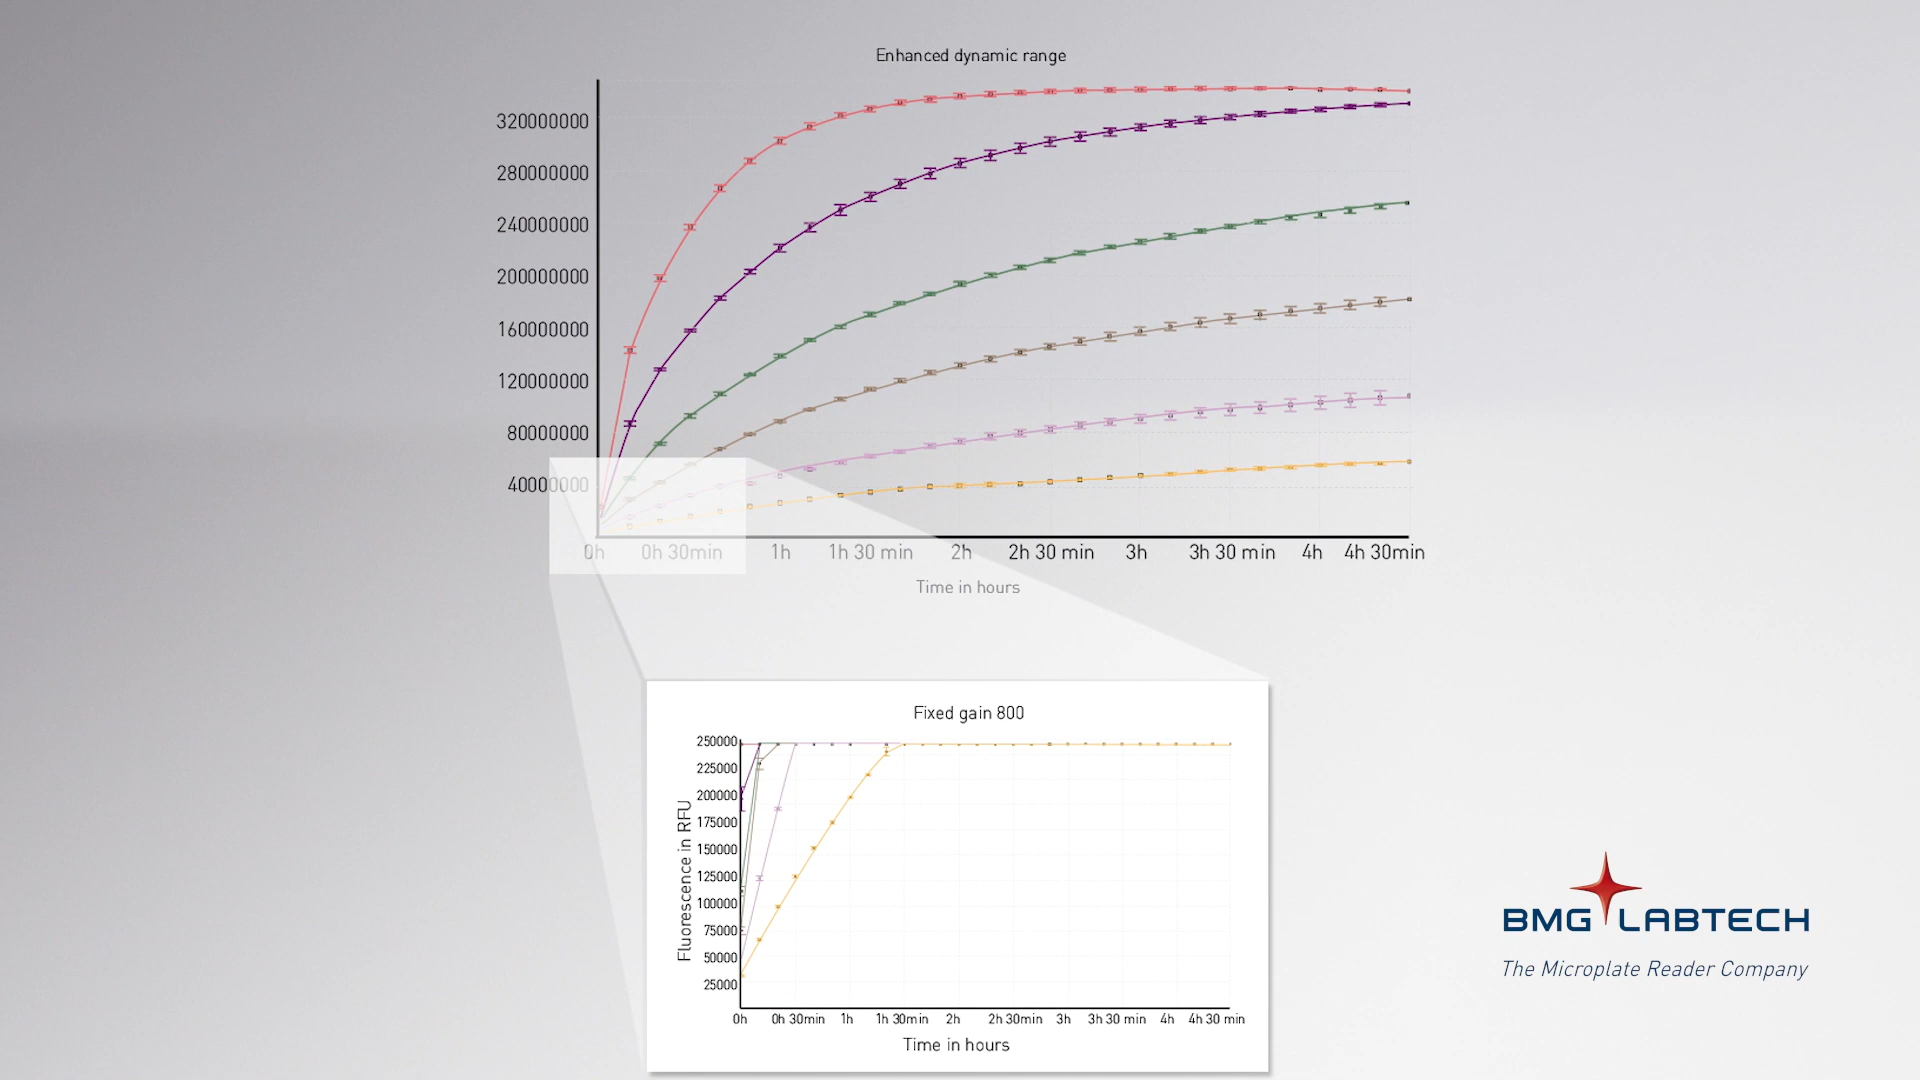 Enhanced dynamic range
320000000
280000000
240000000
200000000
160000000
120000000
80000000
40000000
0h 0h 30min 1h 1h 30 min 2h 2h 30 min 3h 3h 30 min 4h 4h 30min
Time in hours
Fixed gain 800
Fluorescence in RFU
250000
225000
200000
175000
150000
125000
100000
75000
50000
25000
0h 0h 30min 1h 1h 30min 2h 2h 30min 3h 3h 30 min 4h 4h 30 min
Time in hours
BMG LABTECH
The Microplate Reader Company